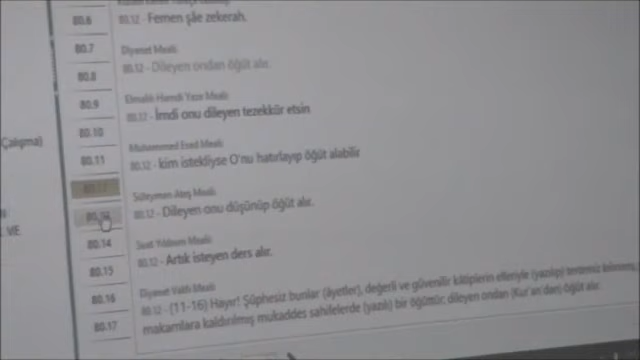 80.6
80.12 - Femen şâe zekerah.
80.7
Diyanet Meali
80.8
80.12 - Dileyen ondan öğüt alır.
80.9
Elmalılı Hamdi Yazır Meali
80.12 - İmdi onu dileyen tezekkür etsin
80.10
Çalışma)
80.11
Muhammed Esed Meali
80.12 - kim istekliyse O'nu hatırlayıp öğüt alabilir
Süleyman Ateş Meali
VE
80.12 - Dileyen onu düşünüp öğüt alır.
80.14
Suat Yıldırım Meali
80.12 - Artık isteyen ders alır.
80.15
Diyanet Vakfı Meali
80.16
80.12 - (11-16) Hayır! Şüphesiz bunlar (âyetler), değerli ve güvenilir kâtiplerin elleriyle (yazılıp) tertemiz kılınmış,
80.17
makamlara kaldırılmış mukaddes sahifelerde (yazılı) bir öğüttür; dileyen ondan (Kur'an'dan) öğüt alır.